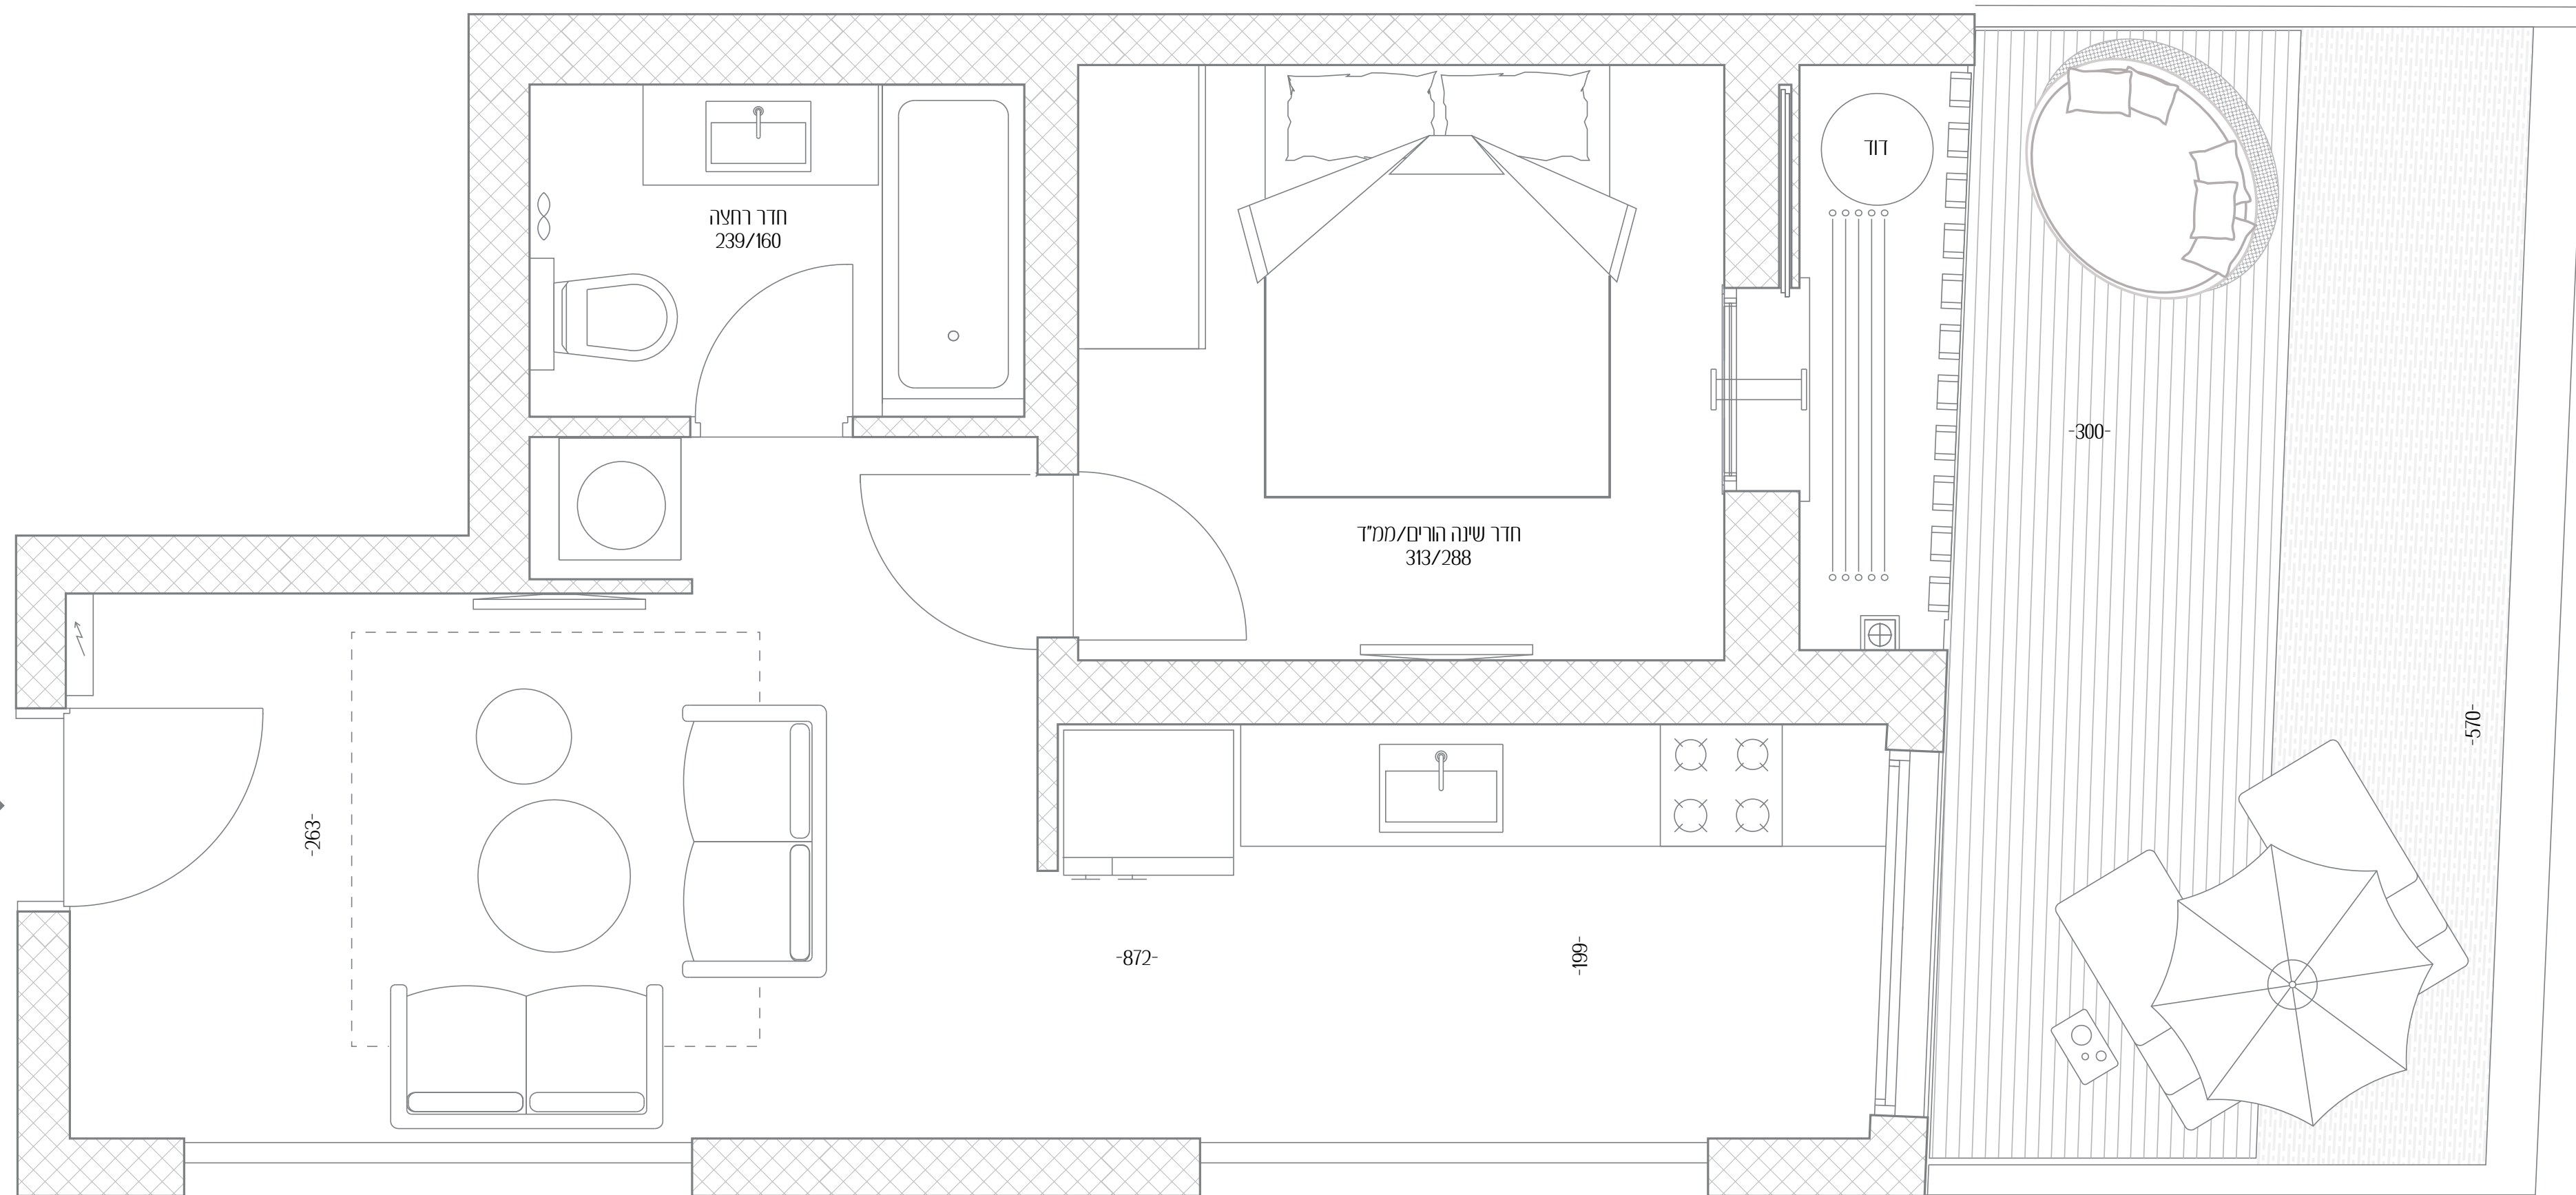 דוד
חדר רחצה
239/160
-300-
חדר שינה הורים/ממ"ד
313/288
-570-
-263-
-872-
-199-